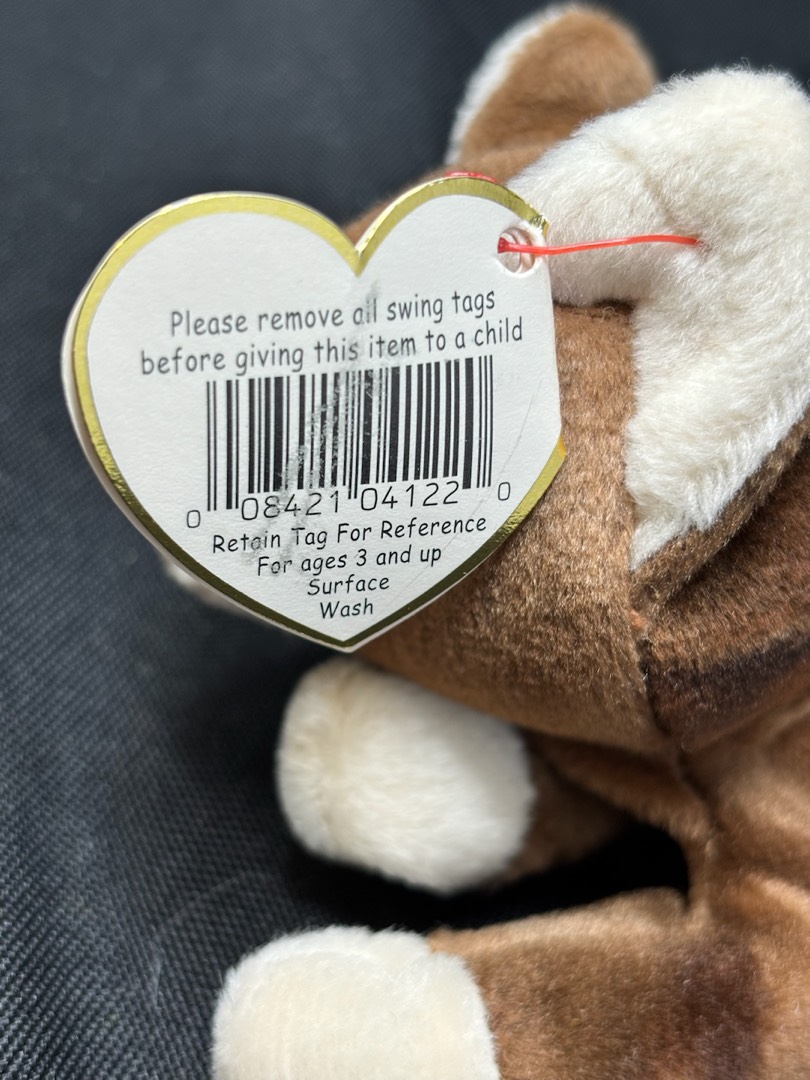 Please remove all swing tags
before giving this item to a child
0 08421 04122 0
Retain Tag For Reference
For ages 3 and up
Surface
Wash